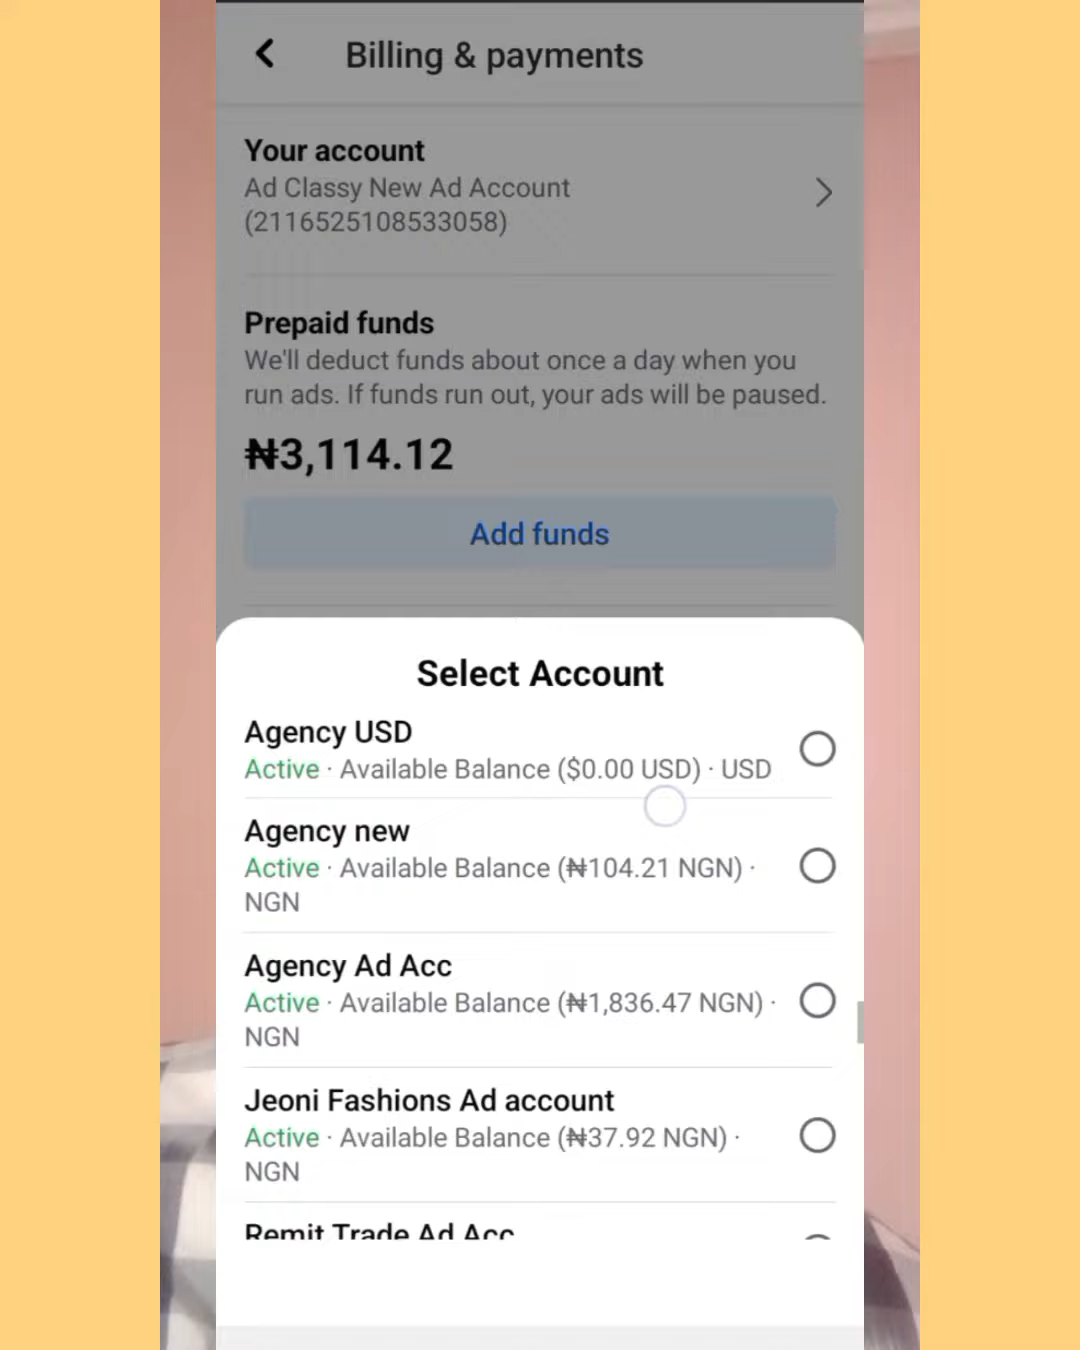 Billing & payments
Your account
Ad Classy New Ad Account
(2116525108533058)
Prepaid funds
We'll deduct funds about once a day when you
run ads. If funds run out, your ads will be paused.
₦3,114.12
Add funds
Select Account
Agency USD
Active · Available Balance ($0.00 USD) · USD
Agency new
Active · Available Balance (₦104.21 NGN) ·
NGN
Agency Ad Acc
Active · Available Balance (₦1,836.47 NGN) ·
NGN
Jeoni Fashions Ad account
Active · Available Balance (₦37.92 NGN) ·
NGN
Remit Trade Ad Acc